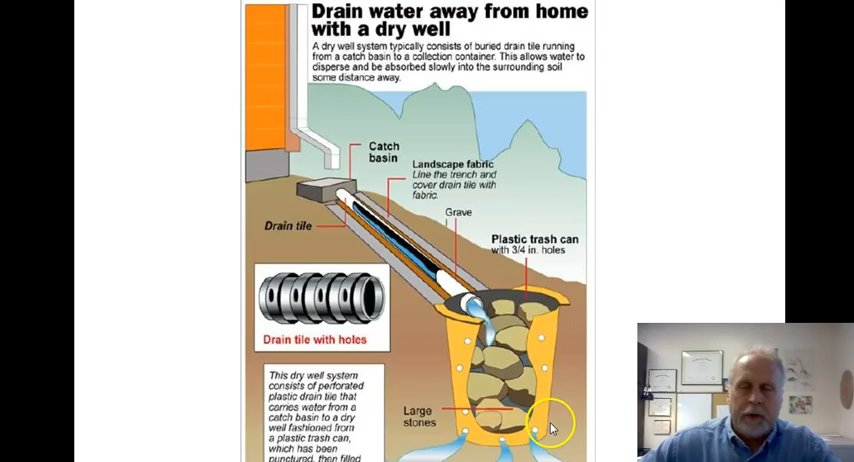 Drain water away from home
with a dry well
A dry well system typically consists of buried drain tile running
from a catch basin to a collection container. This allows water to
disperse and be absorbed slowly into the surrounding soil
some distance away.
Catch
basin
Landscape fabric
Line the trench and
cover drain tile with
fabric.
Grave
Drain tile
Plastic trash can
with 3/4 in. holes
Drain tile with holes
This dry well system
consists of perforated
plastic drain tile that
carries water from a
catch basin to a dry
well fashioned from
a plastic trash can,
which has been
punctured, then filled
Large
stones